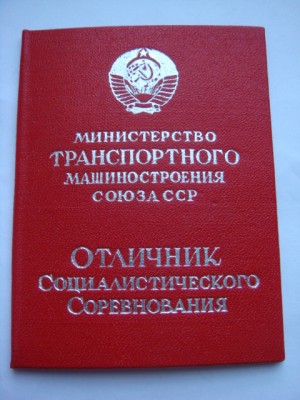 МИНИСТЕРСТВО
ТРАНСПОРТНОГО
МАШИНОСТРОЕНИЯ
СОЮЗА ССР
ОТЛИЧНИК
СОЦИАЛИСТИЧЕСКОГО
СОРЕВНОВАНИЯ